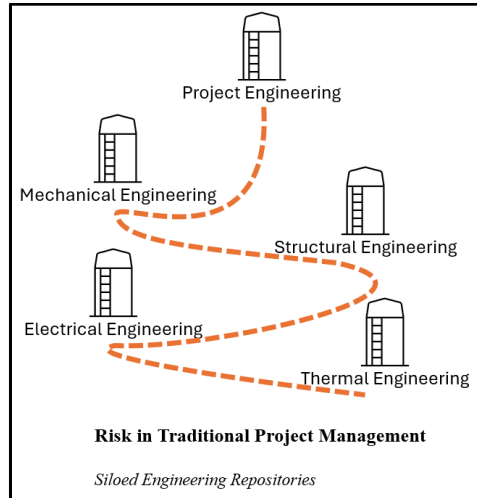 Project Engineering
Mechanical Engineering
Structural Engineering
Electrical Engineering
Thermal Engineering
Risk in Traditional Project Management
Siloed Engineering Repositories